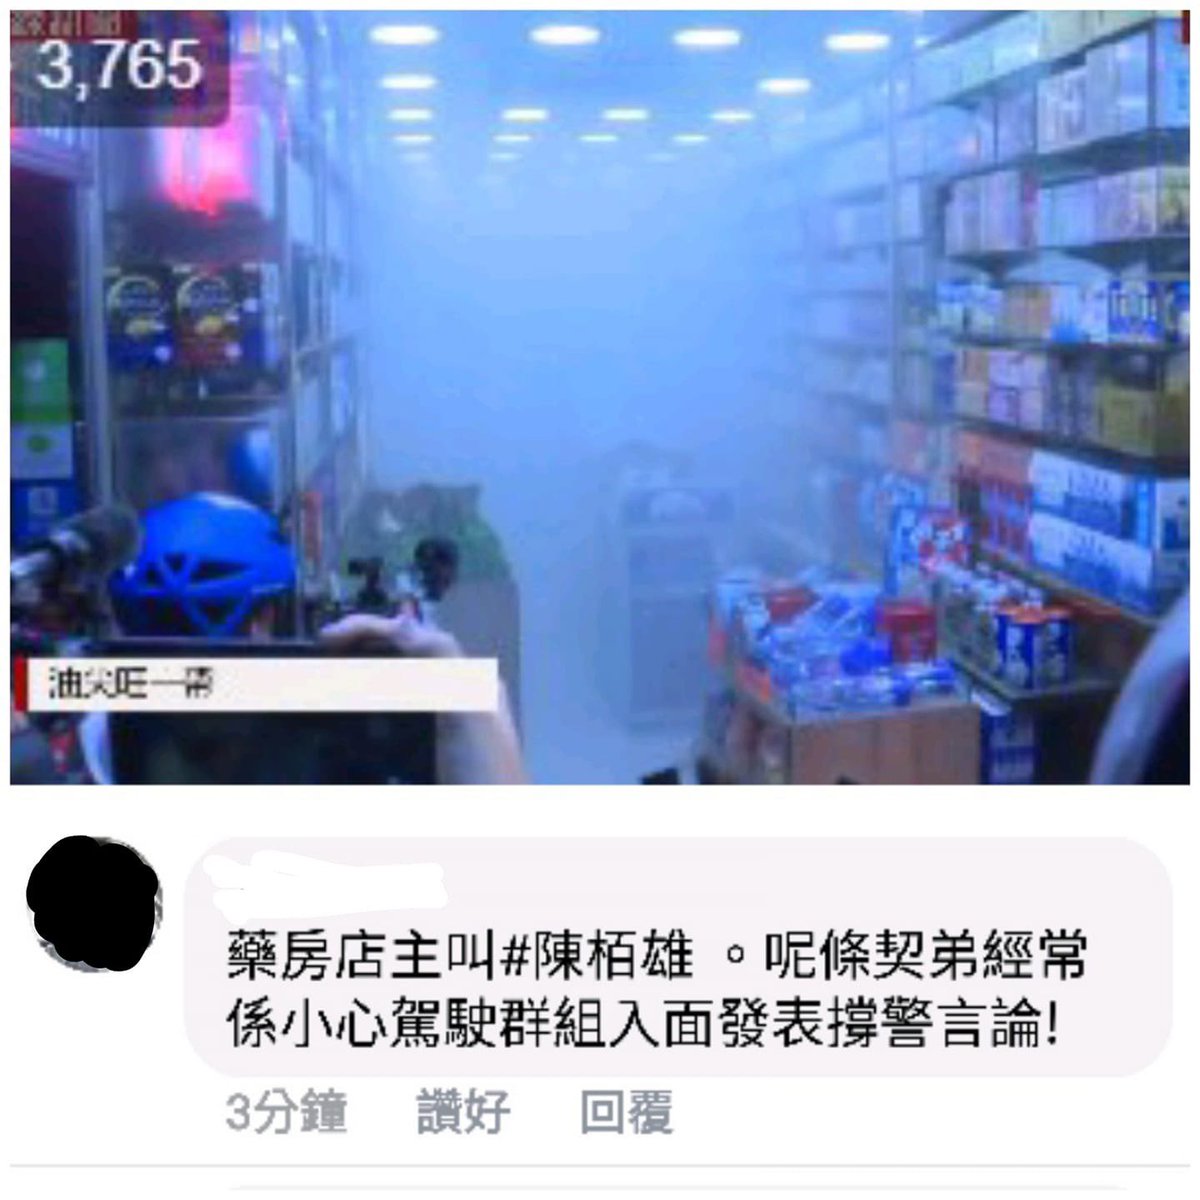 3,765
油尖旺一帶
藥房店主叫#陳栢雄 。呢條契弟經常
係小心駕駛群組入面發表撐警言論!
3分鐘 讚好 回覆